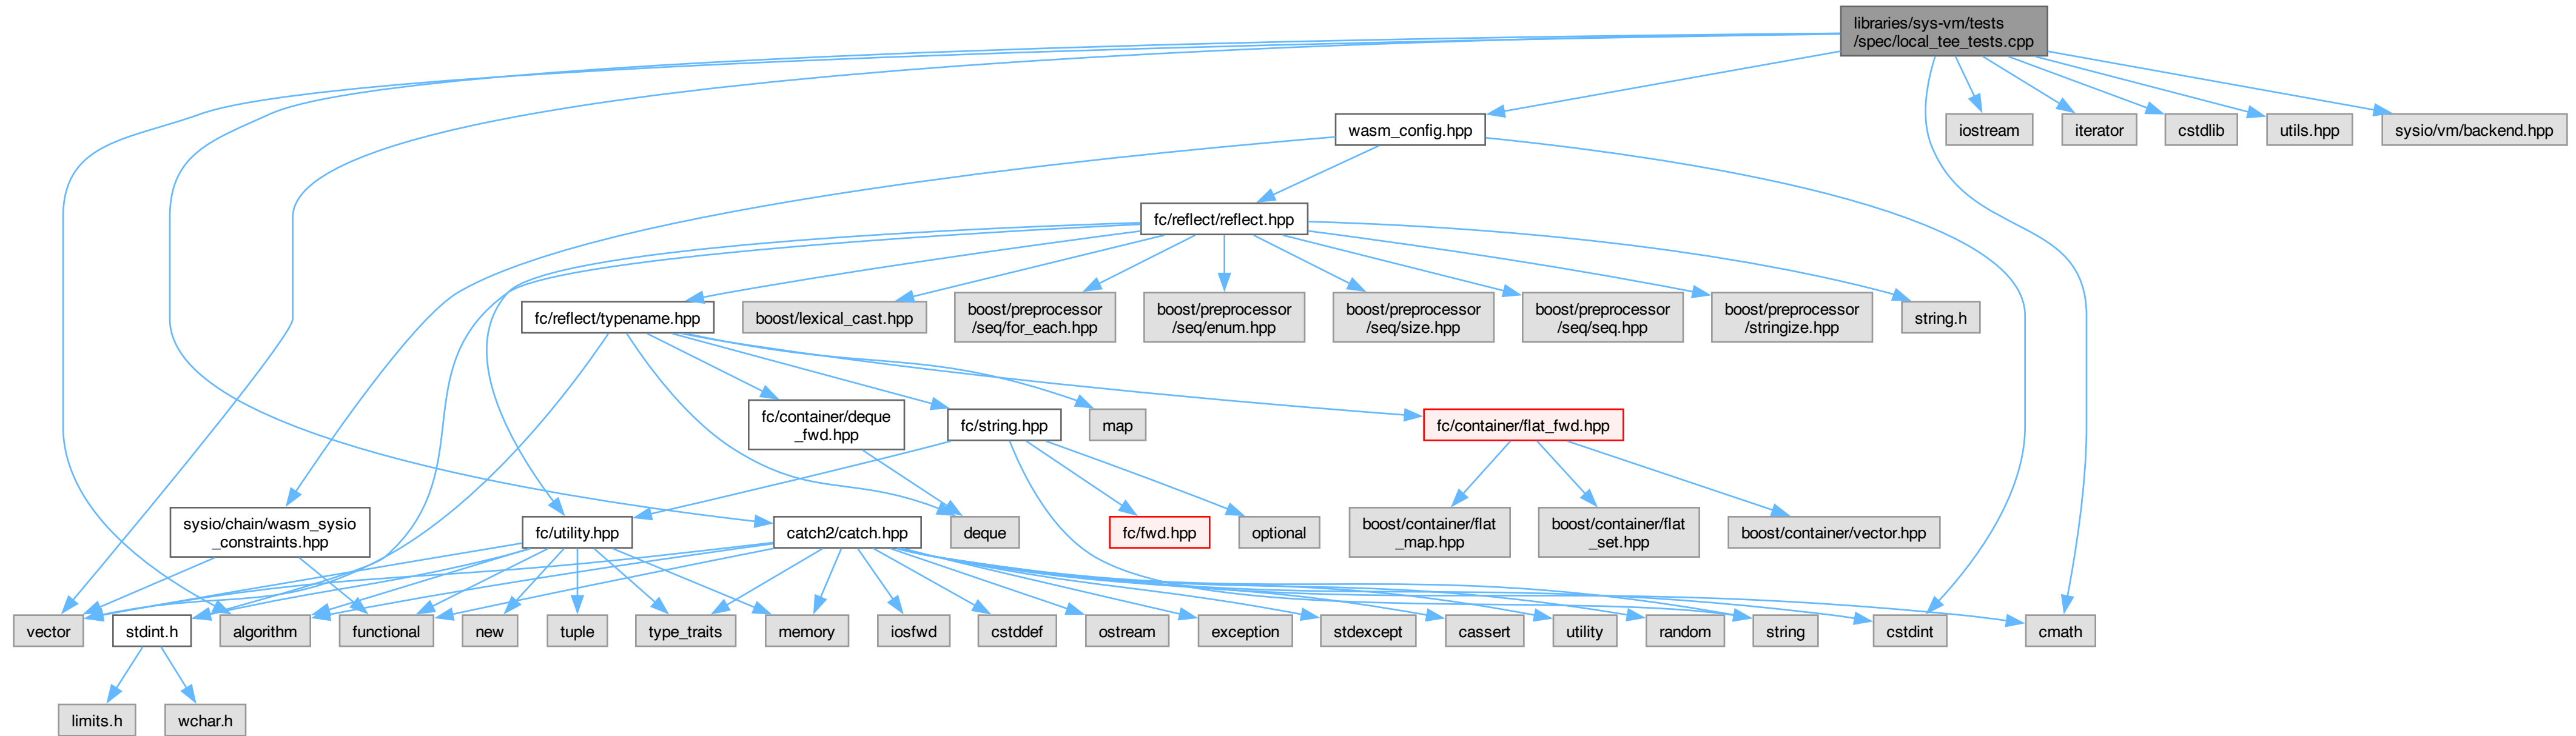 libraries/sys-vm/tests
/spec/local_tee_tests.cpp
wasm_config.hpp
iostream
iterator
cstdlib
utils.hpp
sysio/vm/backend.hpp
fc/reflect/reflect.hpp
fc/reflect/typename.hpp
boost/lexical_cast.hpp
boost/preprocessor
/seq/for_each.hpp
boost/preprocessor
/seq/enum.hpp
boost/preprocessor
/seq/size.hpp
boost/preprocessor
/seq/seq.hpp
boost/preprocessor
/stringize.hpp
string.h
fc/container/deque
_fwd.hpp
fc/string.hpp
map
fc/container/flat_fwd.hpp
sysio/chain/wasm_sysio
_constraints.hpp
fc/utility.hpp
catch2/catch.hpp
deque
fc/fwd.hpp
optional
boost/container/flat
_map.hpp
boost/container/flat
_set.hpp
boost/container/vector.hpp
vector
stdint.h
algorithm
functional
new
tuple
type_traits
memory
iosfwd
cstddef
ostream
exception
stdexcept
cassert
utility
random
string
cstdint
cmath
limits.h
wchar.h